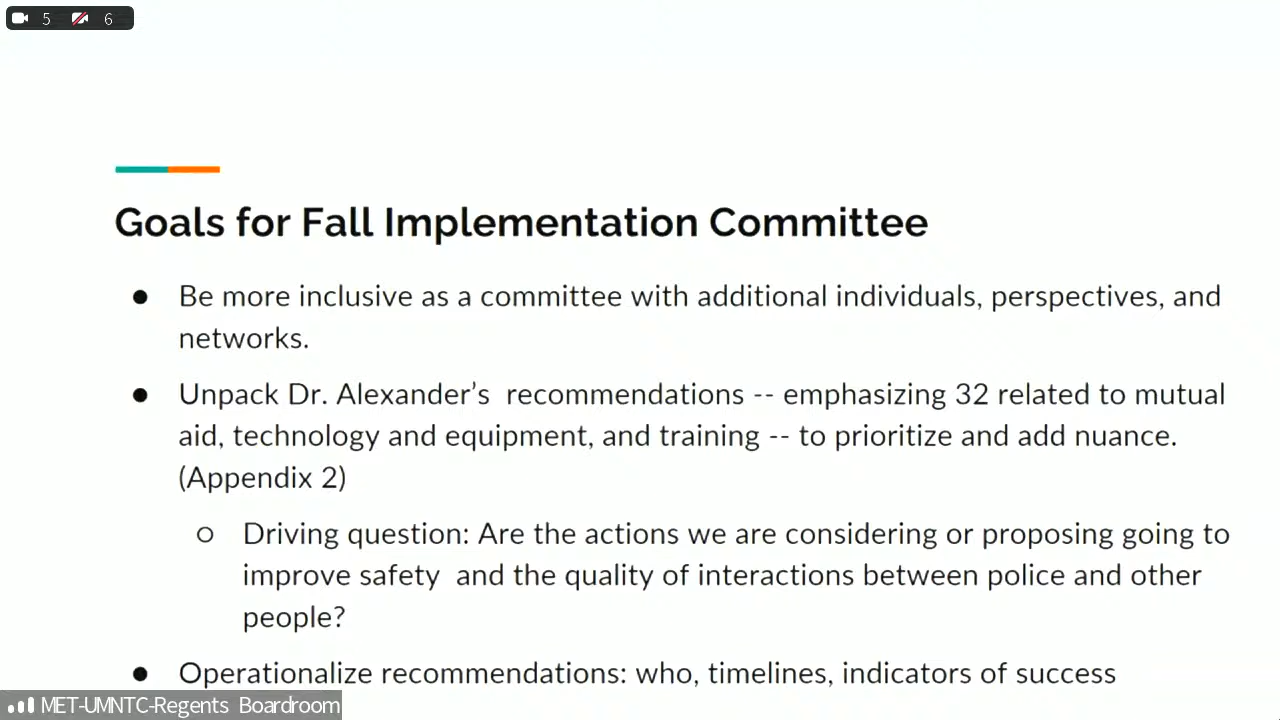 5 6
Goals for Fall Implementation Committee
● Be more inclusive as a committee with additional individuals, perspectives, and
networks.
● Unpack Dr. Alexander’s recommendations -- emphasizing 32 related to mutual
aid, technology and equipment, and training -- to prioritize and add nuance.
(Appendix 2)
○ Driving question: Are the actions we are considering or proposing going to
improve safety and the quality of interactions between police and other
people?
● Operationalize recommendations: who, timelines, indicators of success
MET-UMNTC-Regents Boardroom